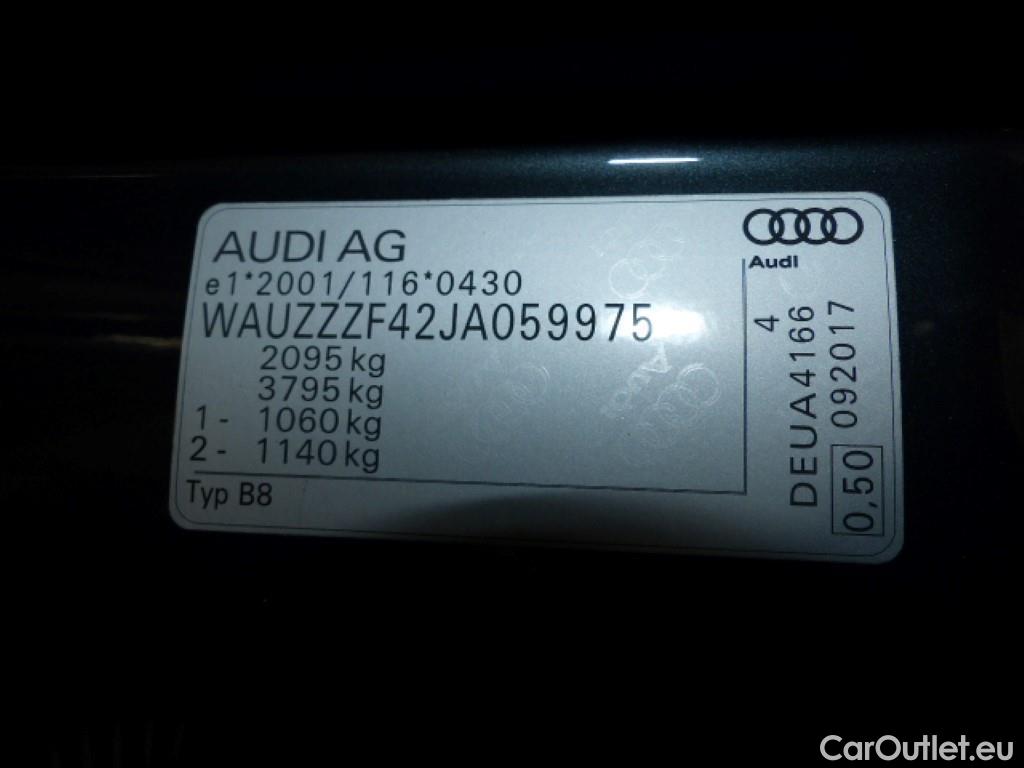 AUDI AG
e1*2001/116*0430
WAUZZZF42JA059975
2095 kg
3795 kg
1 - 1060 kg
2 - 1140 kg
Typ B8
Audi
4
DEUA4166
0,50 092017
Audi
CarOutlet.eu